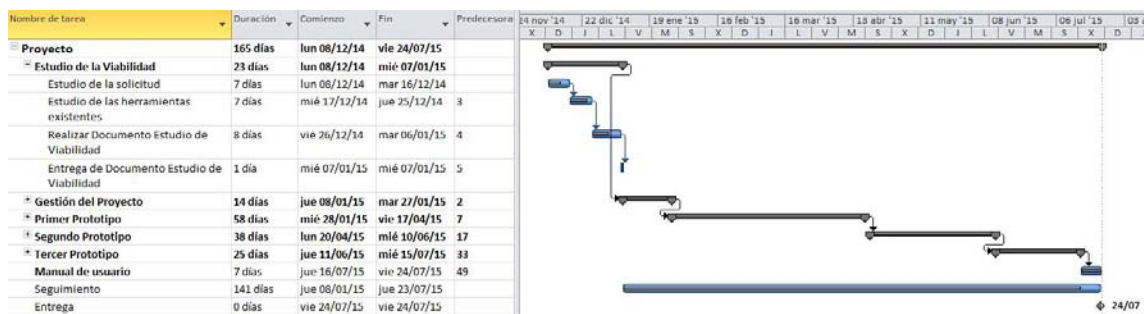 Nombre de tarea Duración Comienzo Fin Predecesora 24 nov '14 22 dic '14 19 ene '15 16 feb '15 16 mar '15 13 abr '15 11 may '15 08 jun '15 06 jul '15
X D J L V M S X D J L V M S X D J L V M S X D J
Proyecto 165 días lun 08/12/14 vie 24/07/15
Estudio de la Viabilidad 23 días lun 08/12/14 mié 07/01/15
Estudio de la solicitud 7 días lun 08/12/14 mar 16/12/14
Estudio de las herramientas 7 días mié 17/12/14 jue 25/12/14 3
existentes
Realizar Documento Estudio de 8 días vie 26/12/14 mar 06/01/15 4
Viabilidad
Entrega de Documento Estudio de 1 día mié 07/01/15 mié 07/01/15 5
Viabilidad
Gestión del Proyecto 14 días jue 08/01/15 mar 27/01/15 2
Primer Prototipo 58 días mié 28/01/15 vie 17/04/15 7
Segundo Prototipo 38 días lun 20/04/15 mié 10/06/15 17
Tercer Prototipo 25 días jue 11/06/15 mié 15/07/15 33
Manual de usuario 7 días jue 16/07/15 vie 24/07/15 49
Seguimiento 141 días jue 08/01/15 jue 23/07/15
Entrega 0 días vie 24/07/15 vie 24/07/15 24/07